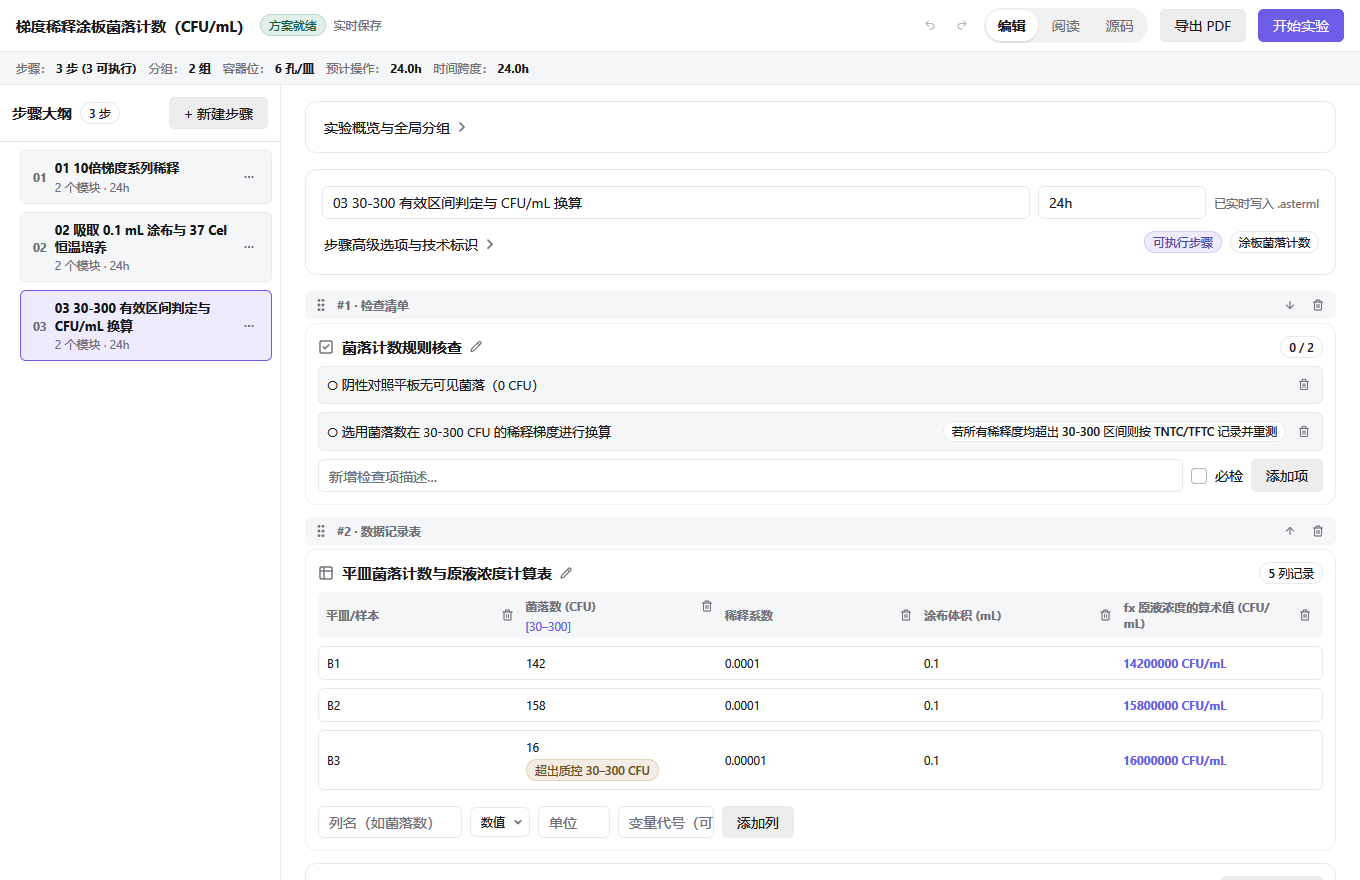 梯度稀释涂板菌落计数（CFU/mL） 方案就绪 实时保存 编辑 阅读 源码 导出 PDF 开始实验
步骤： 3 步 (3 可执行) 分组： 2 组 容器位： 6 孔/皿 预计操作： 24.0h 时间跨度： 24.0h
步骤大纲 3 步 + 新建步骤
01 01 10倍梯度系列稀释 ...
2 个模块 · 24h
02 02 吸取 0.1 mL 涂布与 37 Cel
恒温培养 ...
2 个模块 · 24h
03 03 30-300 有效区间判定与
CFU/mL 换算 ...
2 个模块 · 24h
实验概览与全局分组
03 30-300 有效区间判定与 CFU/mL 换算 24h 已实时写入 .asterml
步骤高级选项与技术标识 可执行步骤 涂板菌落计数
#1 · 检查清单
菌落计数规则核查 0 / 2
阴性对照平板无可见菌落（0 CFU）
选用菌落数在 30-300 CFU 的稀释梯度进行换算 若所有稀释度均超出 30-300 区间则按 TNTC/TFTC 记录并重测
新增检查项描述... 必检 添加项
#2 · 数据记录表
平皿菌落计数与原液浓度计算表 5 列记录
平皿/样本 菌落数 (CFU) [30–300] 稀释系数 涂布体积 (mL) fx 原液浓度的算术值 (CFU/
mL)
B1 142 0.0001 0.1 14200000 CFU/mL
B2 158 0.0001 0.1 15800000 CFU/mL
B3 16 超出质控 30–300 CFU 0.00001 0.1 16000000 CFU/mL
列名（如菌落数） 数值 单位 变量代号（可 添加列